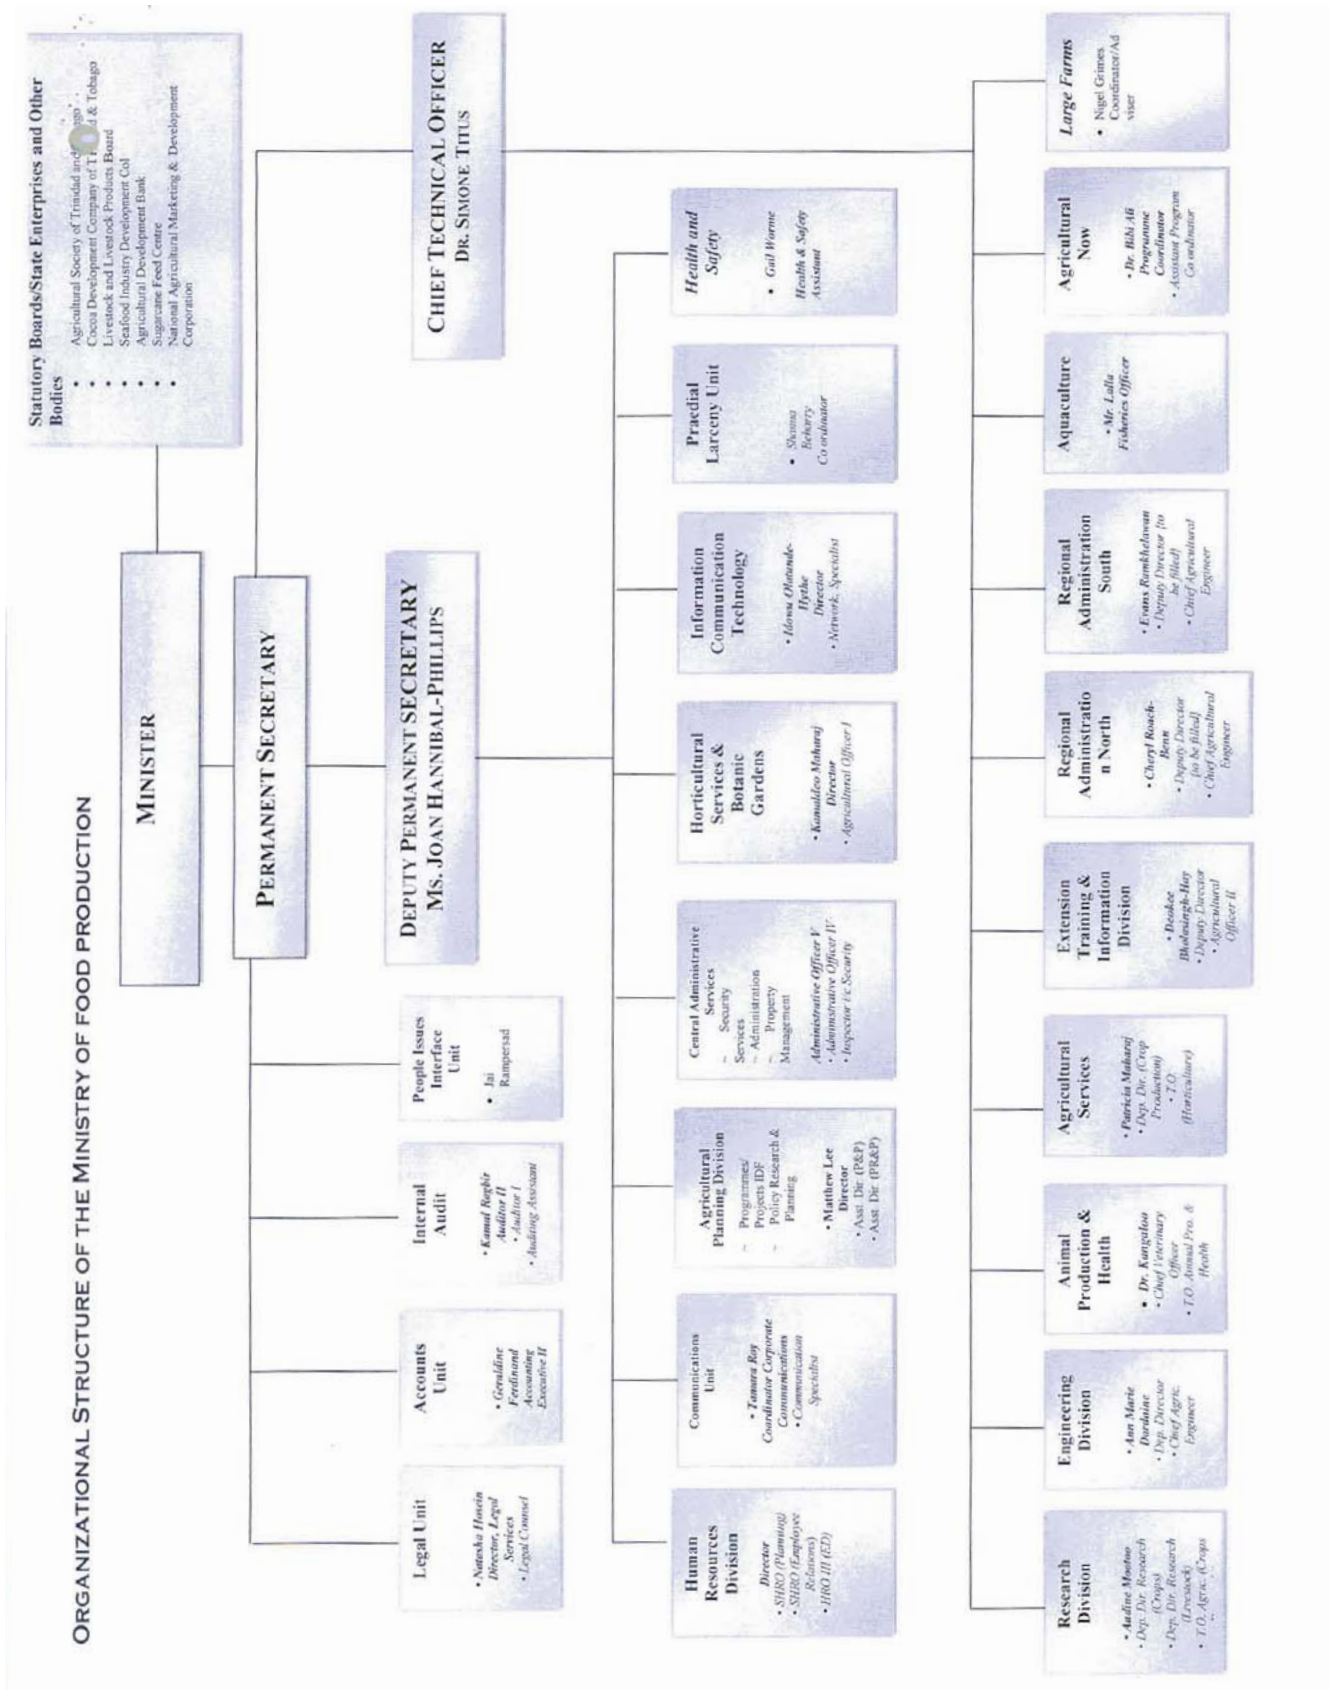 ORGANIZATIONAL STRUCTURE OF THE MINISTRY OF FOOD PRODUCTION
Statutory Boards/State Enterprises and Other
Bodies
• Agricultural Society of Trinidad and
• Cocoa Development Company of & Tobago
• Livestock and Livestock Products Board
• Seafood Industry Development Col
• Agricultural Development Bank
• Sugarcane Feed Centre
• National Agricultural Marketing & Development
Corporation
MINISTER
PERMANENT SECRETARY
DEPUTY PERMANENT SECRETARY
MS. JOAN HANNIBAL-PHILLIPS
CHIEF TECHNICAL OFFICER
DR. SIMONE TITUS
Legal Unit
• Natasha Hosein
Director, Legal
Services
• Legal Counsel
Accounts
Unit
• Geraldine
Ferdinand
Accounting
Executive II
Internal
Audit
• Kamal Rogbir
Auditor II
• Auditor I
• Auditing Assistant
People Issues
Interface
Unit
• Jai
Rampersad
Human
Resources
Division
Director
• SHRO (Planning)
• SHRO (Employee
Relations)
• HRO III (ED)
Communications
Unit
• Tamara Roy
Coordinator Corporate
Communications
• Communication
Specialist
Agricultural
Planning Division
~ Programmes/
Projects IDF
~ Policy Research &
Planning
• Matthew Lee
Director
• Asst. Dir. (P&P)
• Asst. Dir. (PR&P)
Central Administrative
Services
~ Security
Services
~ Administration
~ Property
Management
Administrative Officer V
• Administrative Officer IV
• Inspector i/c Security
Horticultural
Services &
Botanic
Gardens
• Kamaldeo Maharaj
Director
• Agricultural Officer I
Information
Communication
Technology
• Idowu Olatunde-
Hythe
Director
• Network, Specialist
Praedial
Larceny Unit
• Shanna
Beharry
Co ordinator
Health and
Safety
• Gail Worme
Health & Safety
Assistant
Research
Division
• Audine Mootoo
• Dep. Dir. Research
(Crops)
• Dep. Dir. Research
(Livestock)
• T.O. Agric. (Crops
Engineering
Division
• Ann Marie
Dardaine
• Dep. Director
• Chief Agric.
Engineer
Animal
Production &
Health
• Dr. Kangaloo
• Chief Veterinary
Officer
• T.O. Animal Pro. &
Health
Agricultural
Services
• Patricia Maharaj
• Dep. Dir. (Crop
Production)
• T.O.
(Horticulture)
Extension
Training &
Information
Division
• Deokee
Bholasingh-Hay
• Deputy Director
• Agricultural
Officer II
Regional
Administratio
n North
• Cheryl Roach-
Benn
• Deputy Director
[to be filled]
• Chief Agricultural
Engineer
Regional
Administration
South
• Evans Ramkhelawan
• Deputy Director [to
be filled]
• Chief Agricultural
Engineer
Aquaculture
• Mr. Lalla
Fisheries Officer
Agricultural
Now
• Dr. Bibi Ali
Programme
Coordinator
• Assistant Program
Co ordinator
Large Farms
• Nigel Grimes
Coordinator/Ad
viser